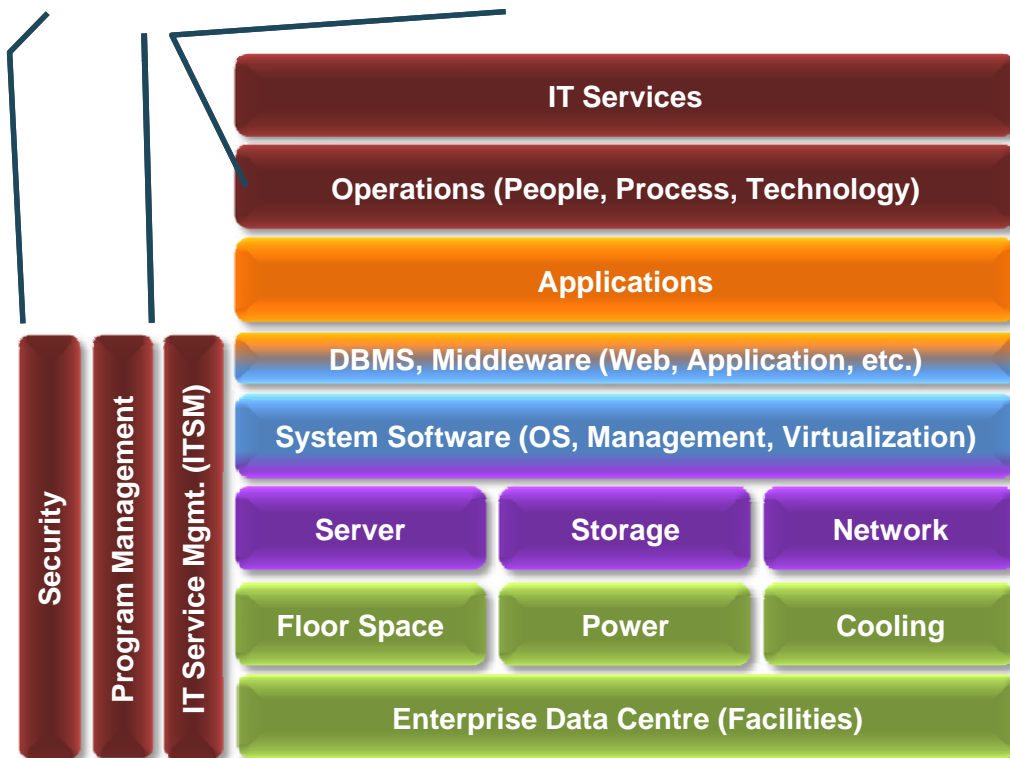 IT Services
Operations (People, Process, Technology)
Applications
DBMS, Middleware (Web, Application, etc.)
System Software (OS, Management, Virtualization)
Server
Storage
Network
Floor Space
Power
Cooling
Enterprise Data Centre (Facilities)
Security
Program Management
IT Service Mgmt. (ITSM)